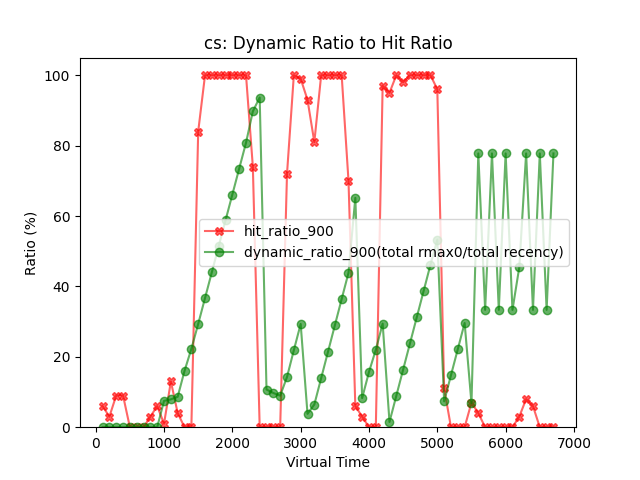 cs: Dynamic Ratio to Hit Ratio
100
80
60
40
20
0
Ratio (%)
hit_ratio_900
dynamic_ratio_900(total rmax0/total recency)
0
1000
2000
3000
4000
5000
6000
7000
Virtual Time